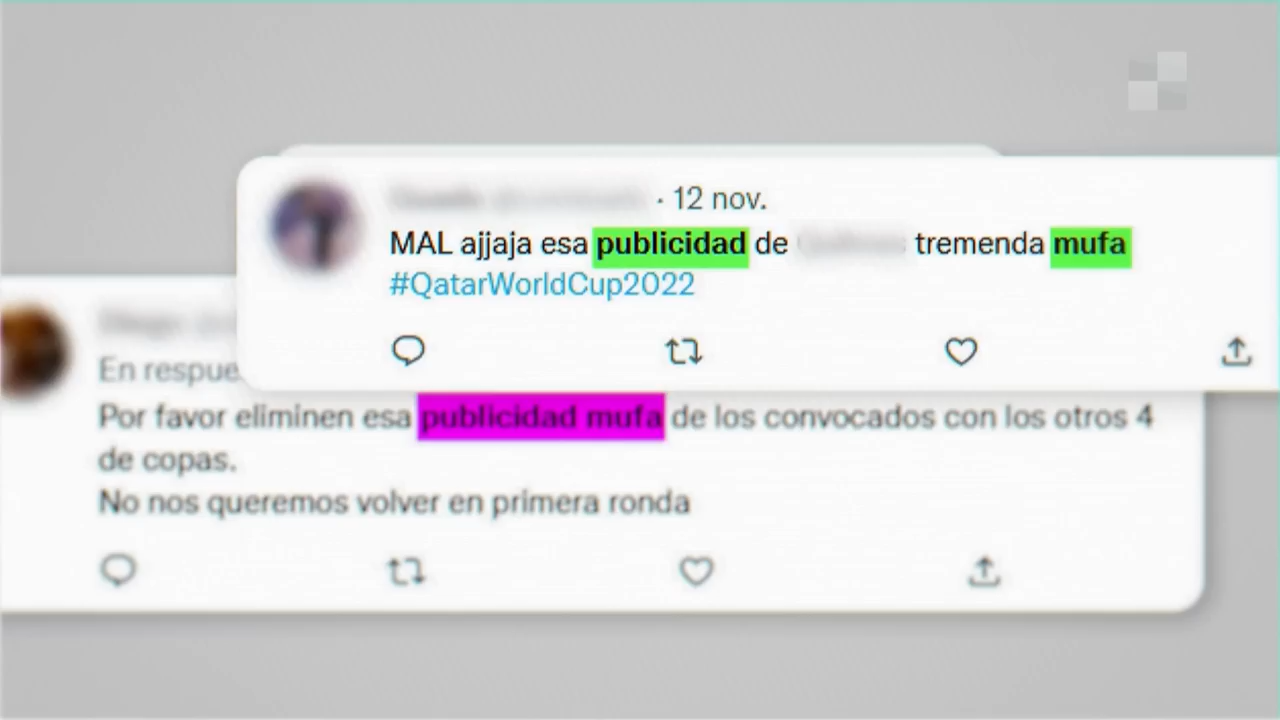 · 12 nov.
MAL ajjaja esa publicidad de tremenda mufa
#QatarWorldCup2022
En respue
Por favor eliminen esa publicidad mufa de los convocados con los otros 4
de copas.
No nos queremos volver en primera ronda